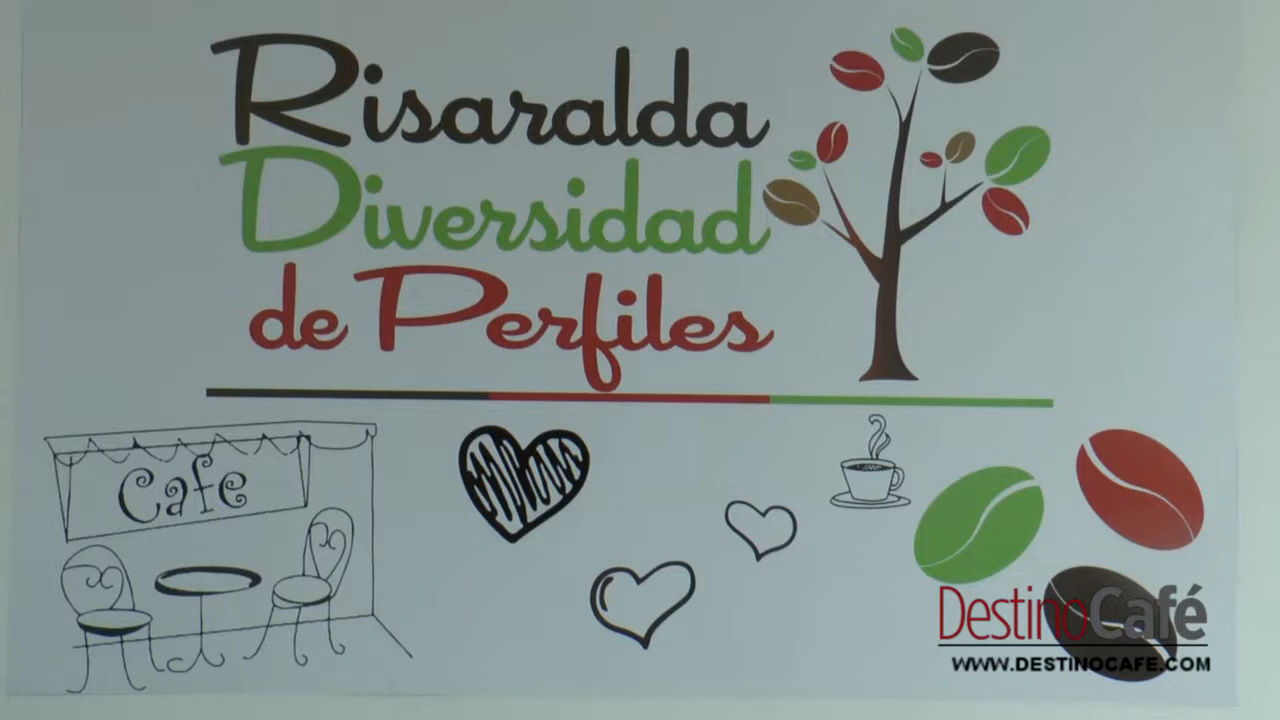 Risaralda
Diversidad
de Perfiles
Cafe
DestinoCafé
WWW.DESTINOCAFE.COM